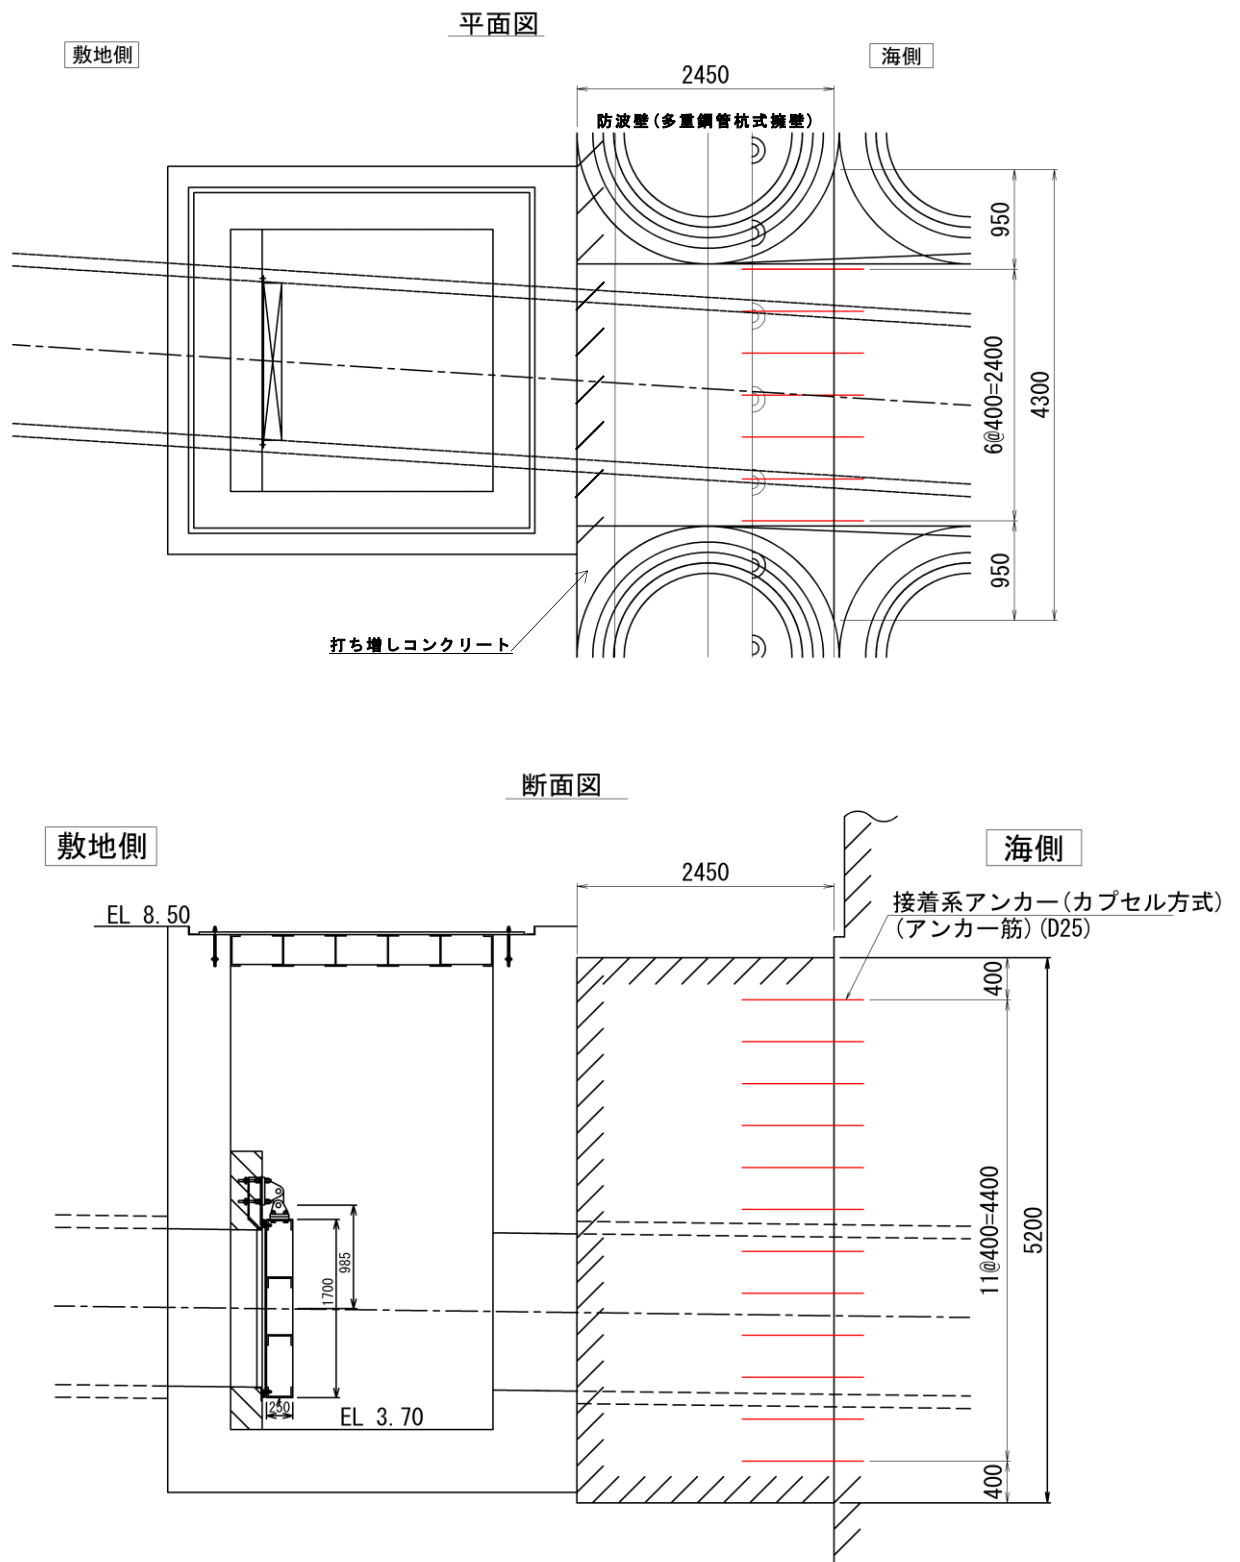 平面図
敷地側
海側
2450
防波壁(多重鋼管杭式擁壁)
950
6@400=2400
4300
950
打ち増しコンクリート
断面図
敷地側
海側
2450
接着系アンカー(カプセル方式)
(アンカー筋)(D25)
EL 8.50
400
11@400=4400
5200
985
1700
250
EL 3.70
400